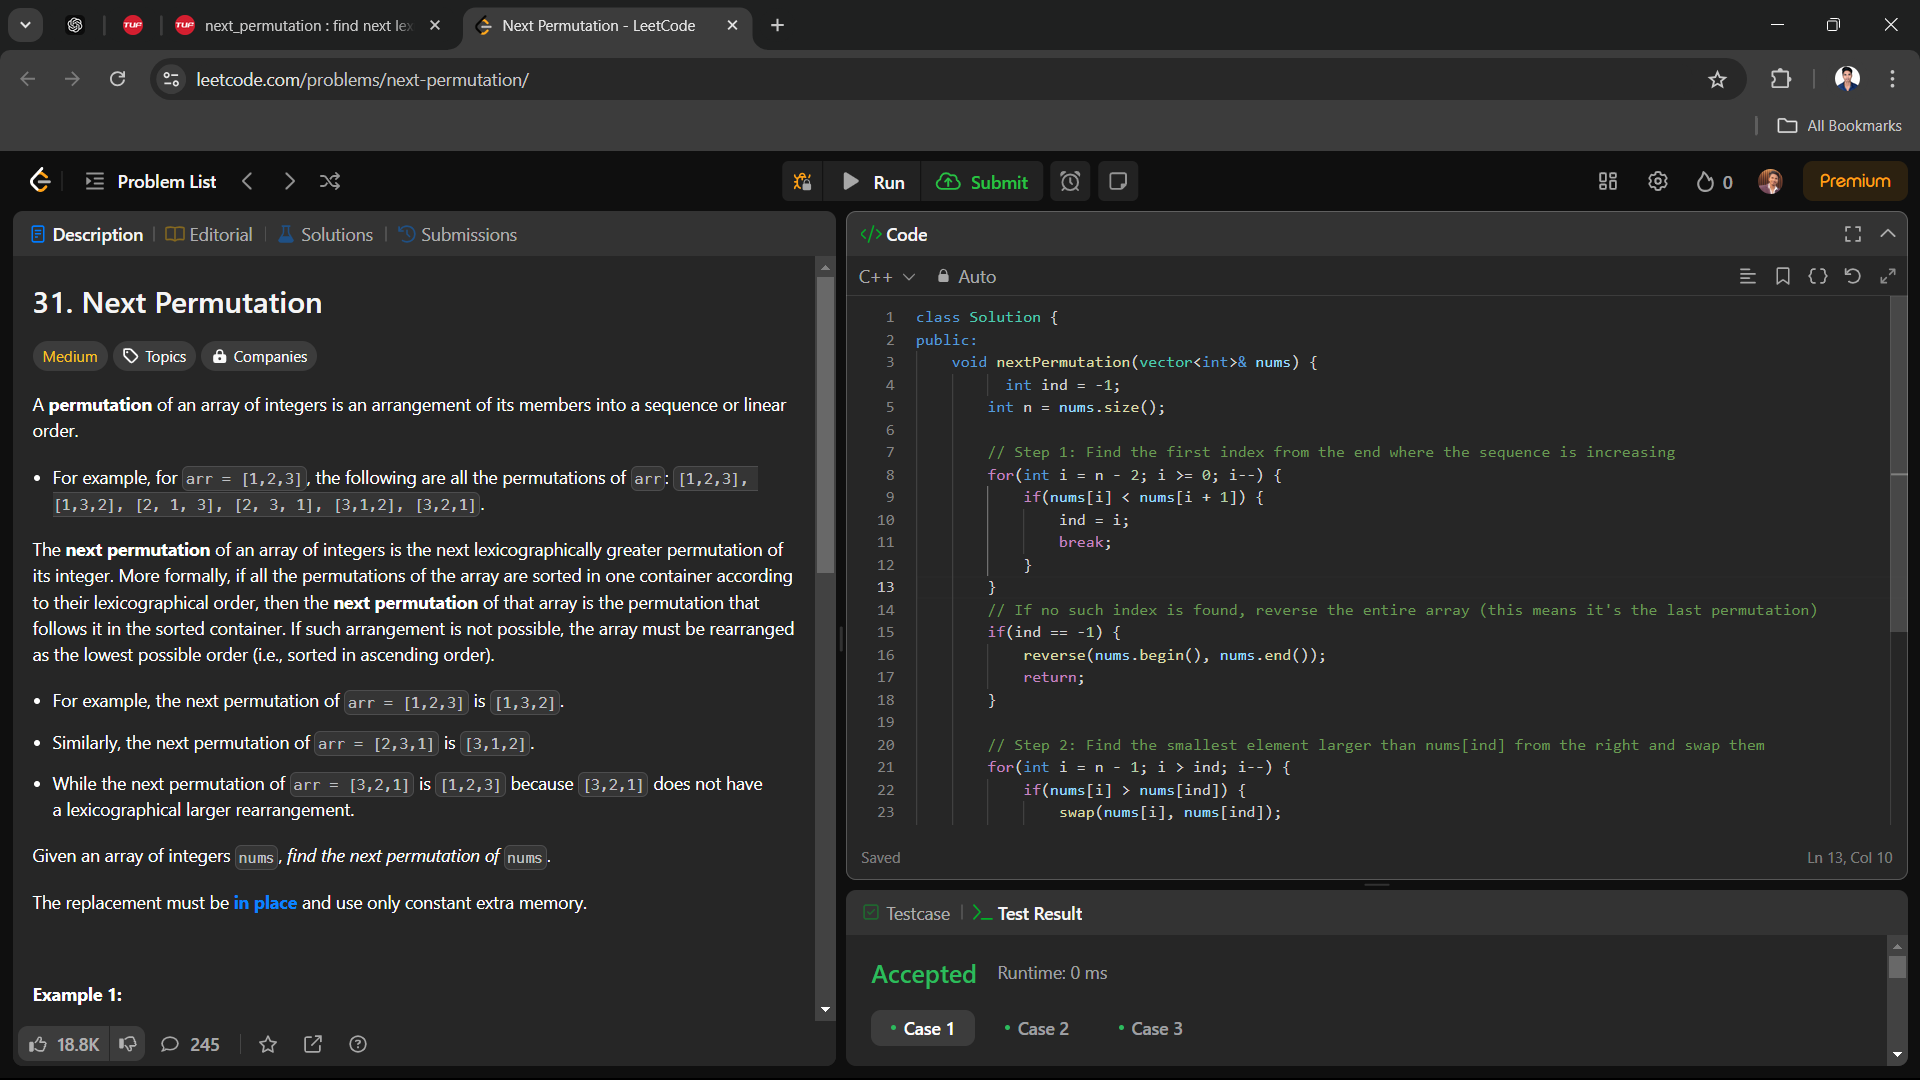 TUF
TUF next_permutation : find next lex
Next Permutation - LeetCode
leetcode.com/problems/next-permutation/
All Bookmarks
Problem List
Run
Submit
0
Premium
Description
Editorial
Solutions
Submissions
31. Next Permutation
Medium
Topics
Companies
A permutation of an array of integers is an arrangement of its members into a sequence or linear
order.
• For example, for arr = [1,2,3], the following are all the permutations of arr: [1,2,3],
[1,3,2], [2, 1, 3], [2, 3, 1], [3,1,2], [3,2,1].
The next permutation of an array of integers is the next lexicographically greater permutation of
its integer. More formally, if all the permutations of the array are sorted in one container according
to their lexicographical order, then the next permutation of that array is the permutation that
follows it in the sorted container. If such arrangement is not possible, the array must be rearranged
as the lowest possible order (i.e., sorted in ascending order).
• For example, the next permutation of arr = [1,2,3] is [1,3,2].
• Similarly, the next permutation of arr = [2,3,1] is [3,1,2].
• While the next permutation of arr = [3,2,1] is [1,2,3] because [3,2,1] does not have
a lexicographical larger rearrangement.
Given an array of integers nums, find the next permutation of nums.
The replacement must be in place and use only constant extra memory.
Example 1:
18.8K
245
</> Code
C++
Auto
1 class Solution {
2 public:
3 void nextPermutation(vector<int>& nums) {
4 int ind = -1;
5 int n = nums.size();
6
7 // Step 1: Find the first index from the end where the sequence is increasing
8 for(int i = n - 2; i >= 0; i--) {
9 if(nums[i] < nums[i + 1]) {
10 ind = i;
11 break;
12 }
13 }
14 // If no such index is found, reverse the entire array (this means it's the last permutation)
15 if(ind == -1) {
16 reverse(nums.begin(), nums.end());
17 return;
18 }
19
20 // Step 2: Find the smallest element larger than nums[ind] from the right and swap them
21 for(int i = n - 1; i > ind; i--) {
22 if(nums[i] > nums[ind]) {
23 swap(nums[i], nums[ind]);
Saved
Ln 13, Col 10
Testcase
>_ Test Result
Accepted
Runtime: 0 ms
• Case 1
• Case 2
• Case 3